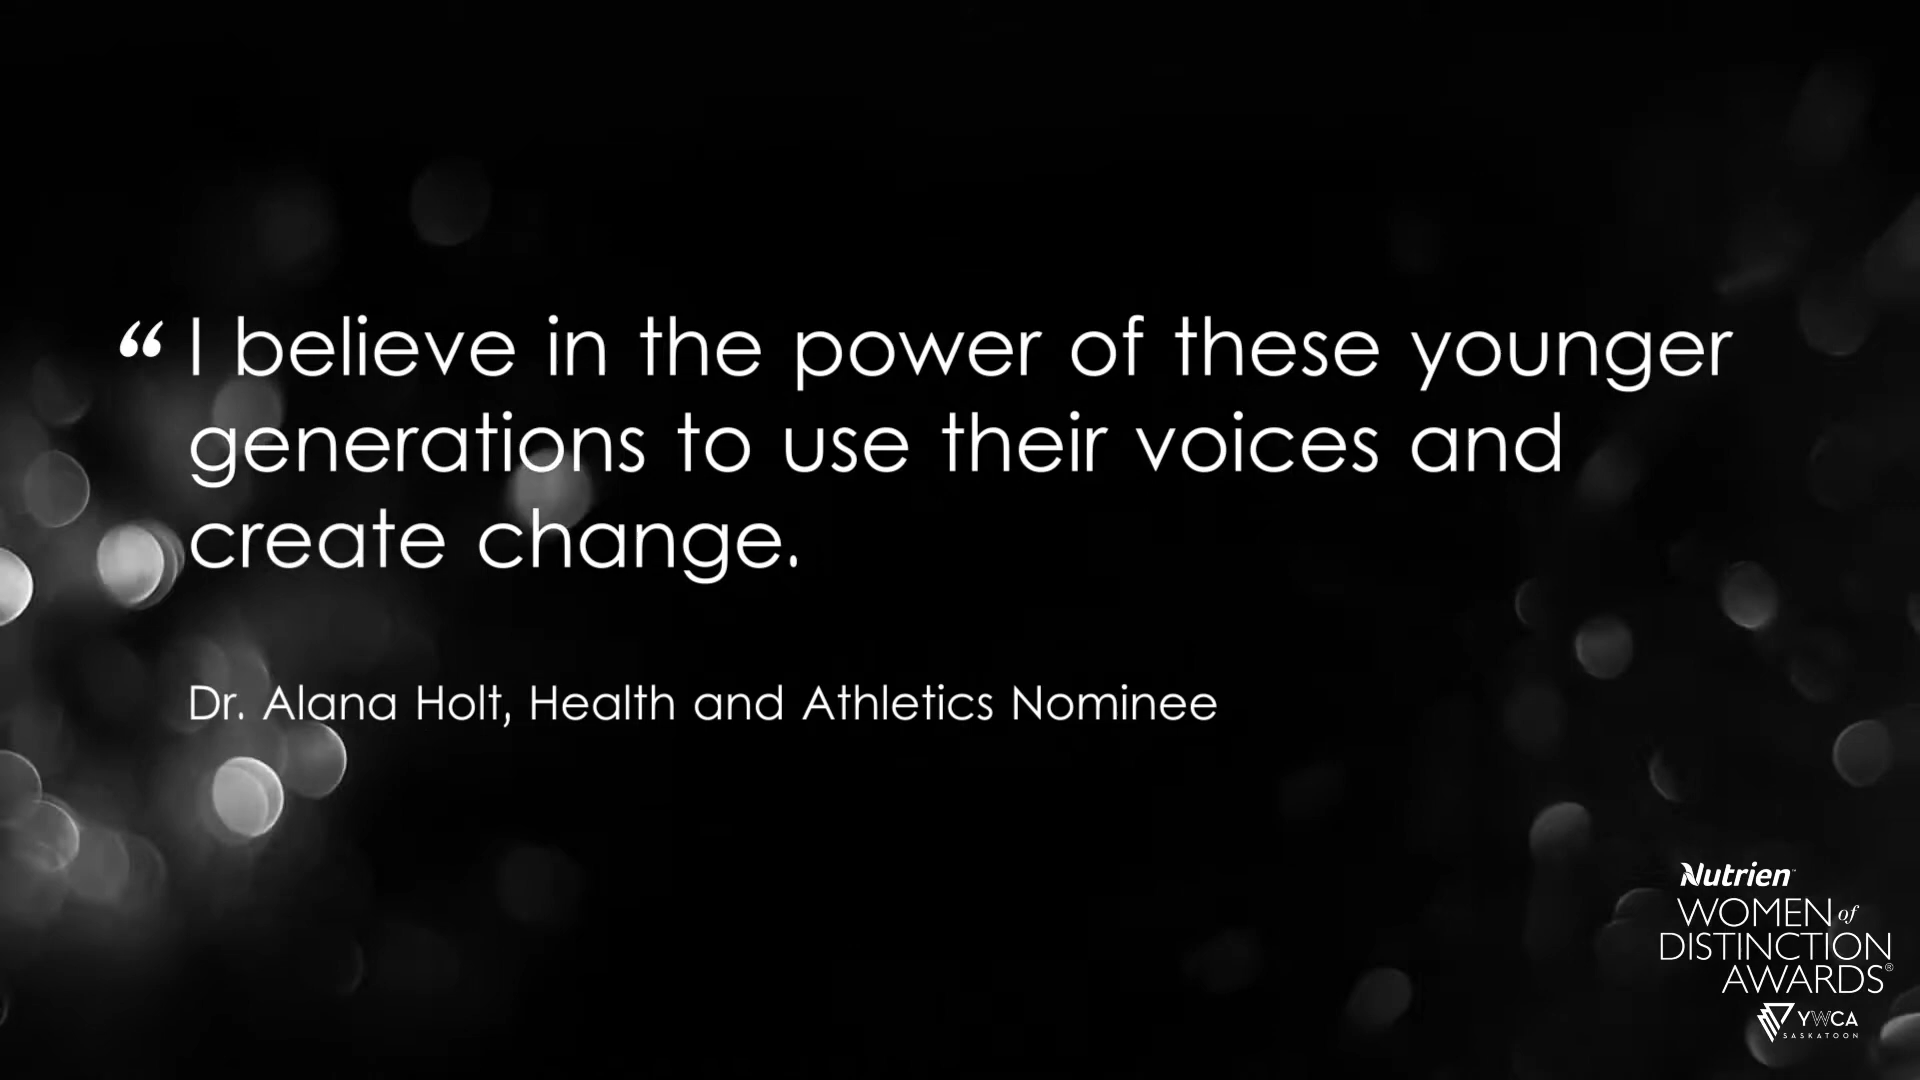 “ I believe in the power of these younger
generations to use their voices and
create change.
Dr. Alana Holt, Health and Athletics Nominee
Nutrien™
WOMEN of
DISTINCTION
AWARDS®
YWCA
SASKATOON